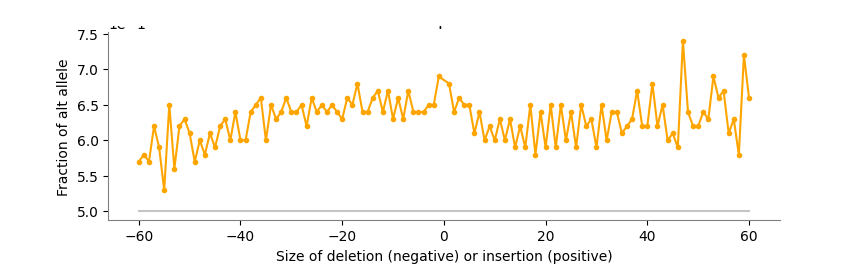 7.5
7.0
6.5
6.0
5.5
5.0
Fraction of alt allele
−60 −40 −20 0 20 40 60
Size of deletion (negative) or insertion (positive)